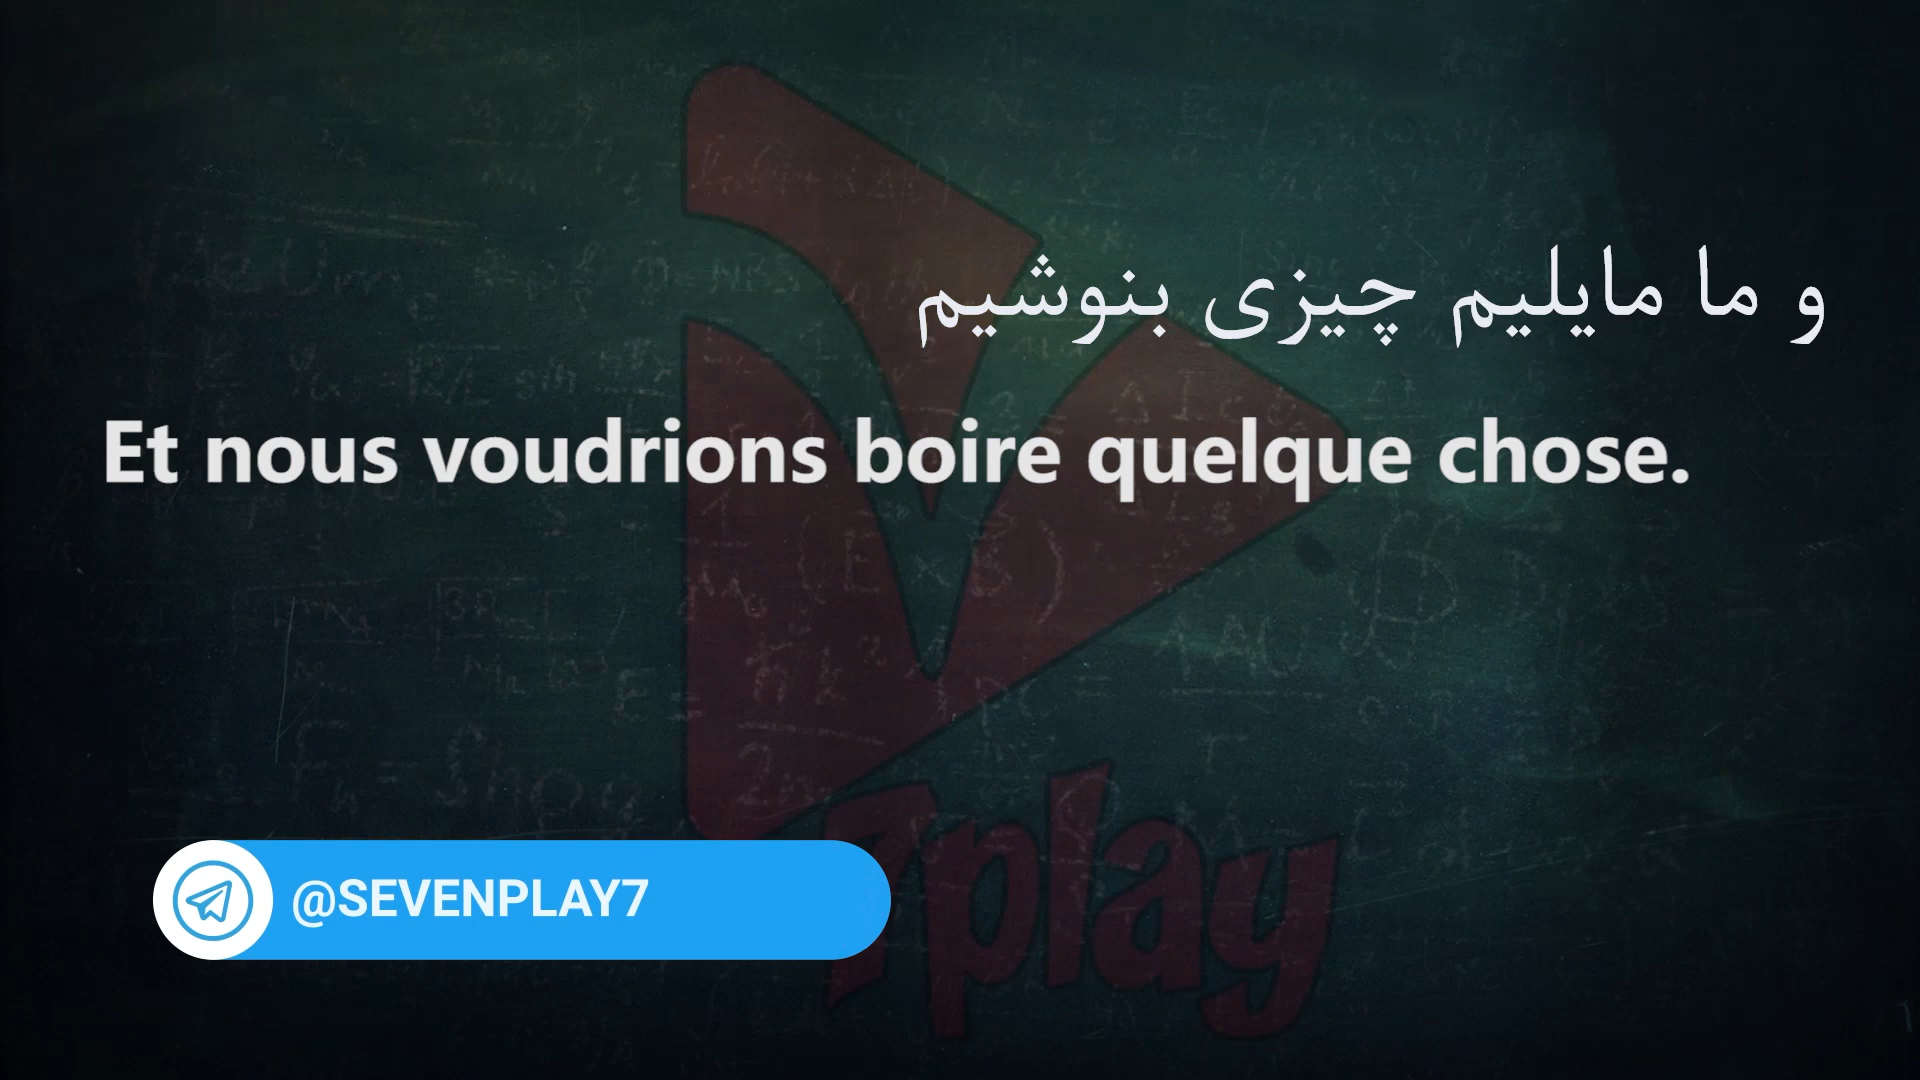 و ما مایلیم چیزی بنوشیم
Et nous voudrions boire quelque chose.
@SEVENPLAY7
7play